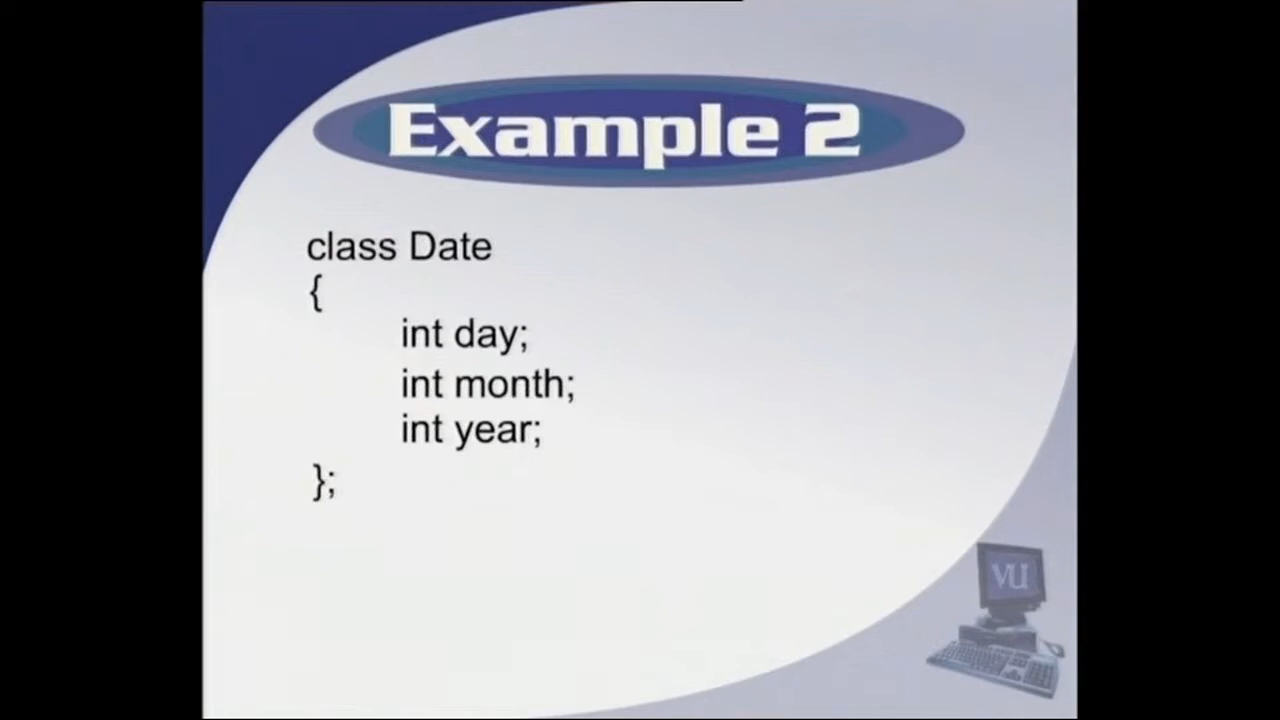 Example 2
class Date
{
int day;
int month;
int year;
};
VU